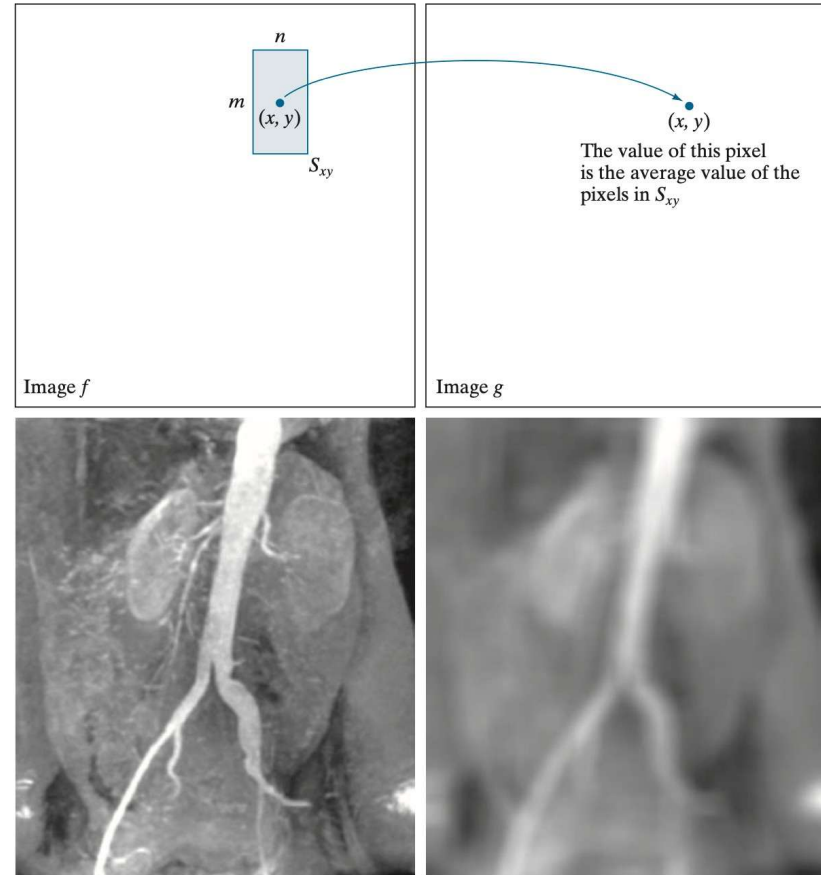 n
m
(x, y)
S_xy
Image f
(x, y)
The value of this pixel
is the average value of the
pixels in S_xy
Image g